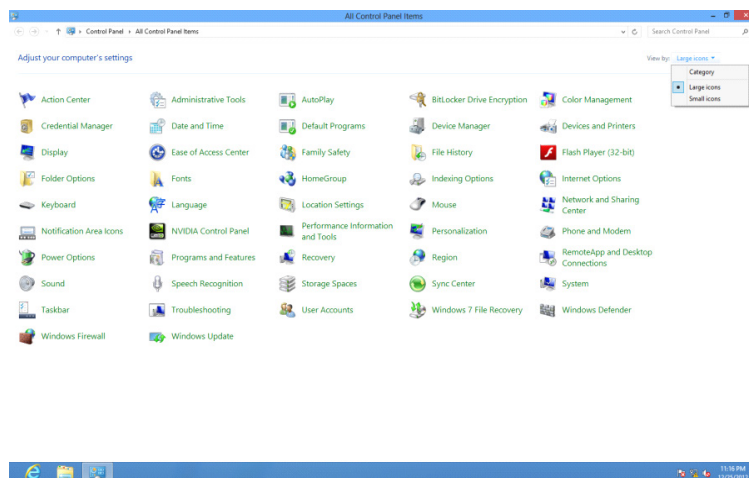 All Control Panel Items
Control Panel All Control Panel Items Search Control Panel
Adjust your computer's settings View by: Large icons
Category
Large icons
Small icons
Action Center Administrative Tools AutoPlay BitLocker Drive Encryption Color Management
Credential Manager Date and Time Default Programs Device Manager Devices and Printers
Display Ease of Access Center Family Safety File History Flash Player (32-bit)
Folder Options Fonts HomeGroup Indexing Options Internet Options
Keyboard Language Location Settings Mouse Network and Sharing
Center
Notification Area Icons NVIDIA Control Panel Performance Information
and Tools Personalization Phone and Modem
Power Options Programs and Features Recovery Region RemoteApp and Desktop
Connections
Sound Speech Recognition Storage Spaces Sync Center System
Taskbar Troubleshooting User Accounts Windows 7 File Recovery Windows Defender
Windows Firewall Windows Update
11:16 PM